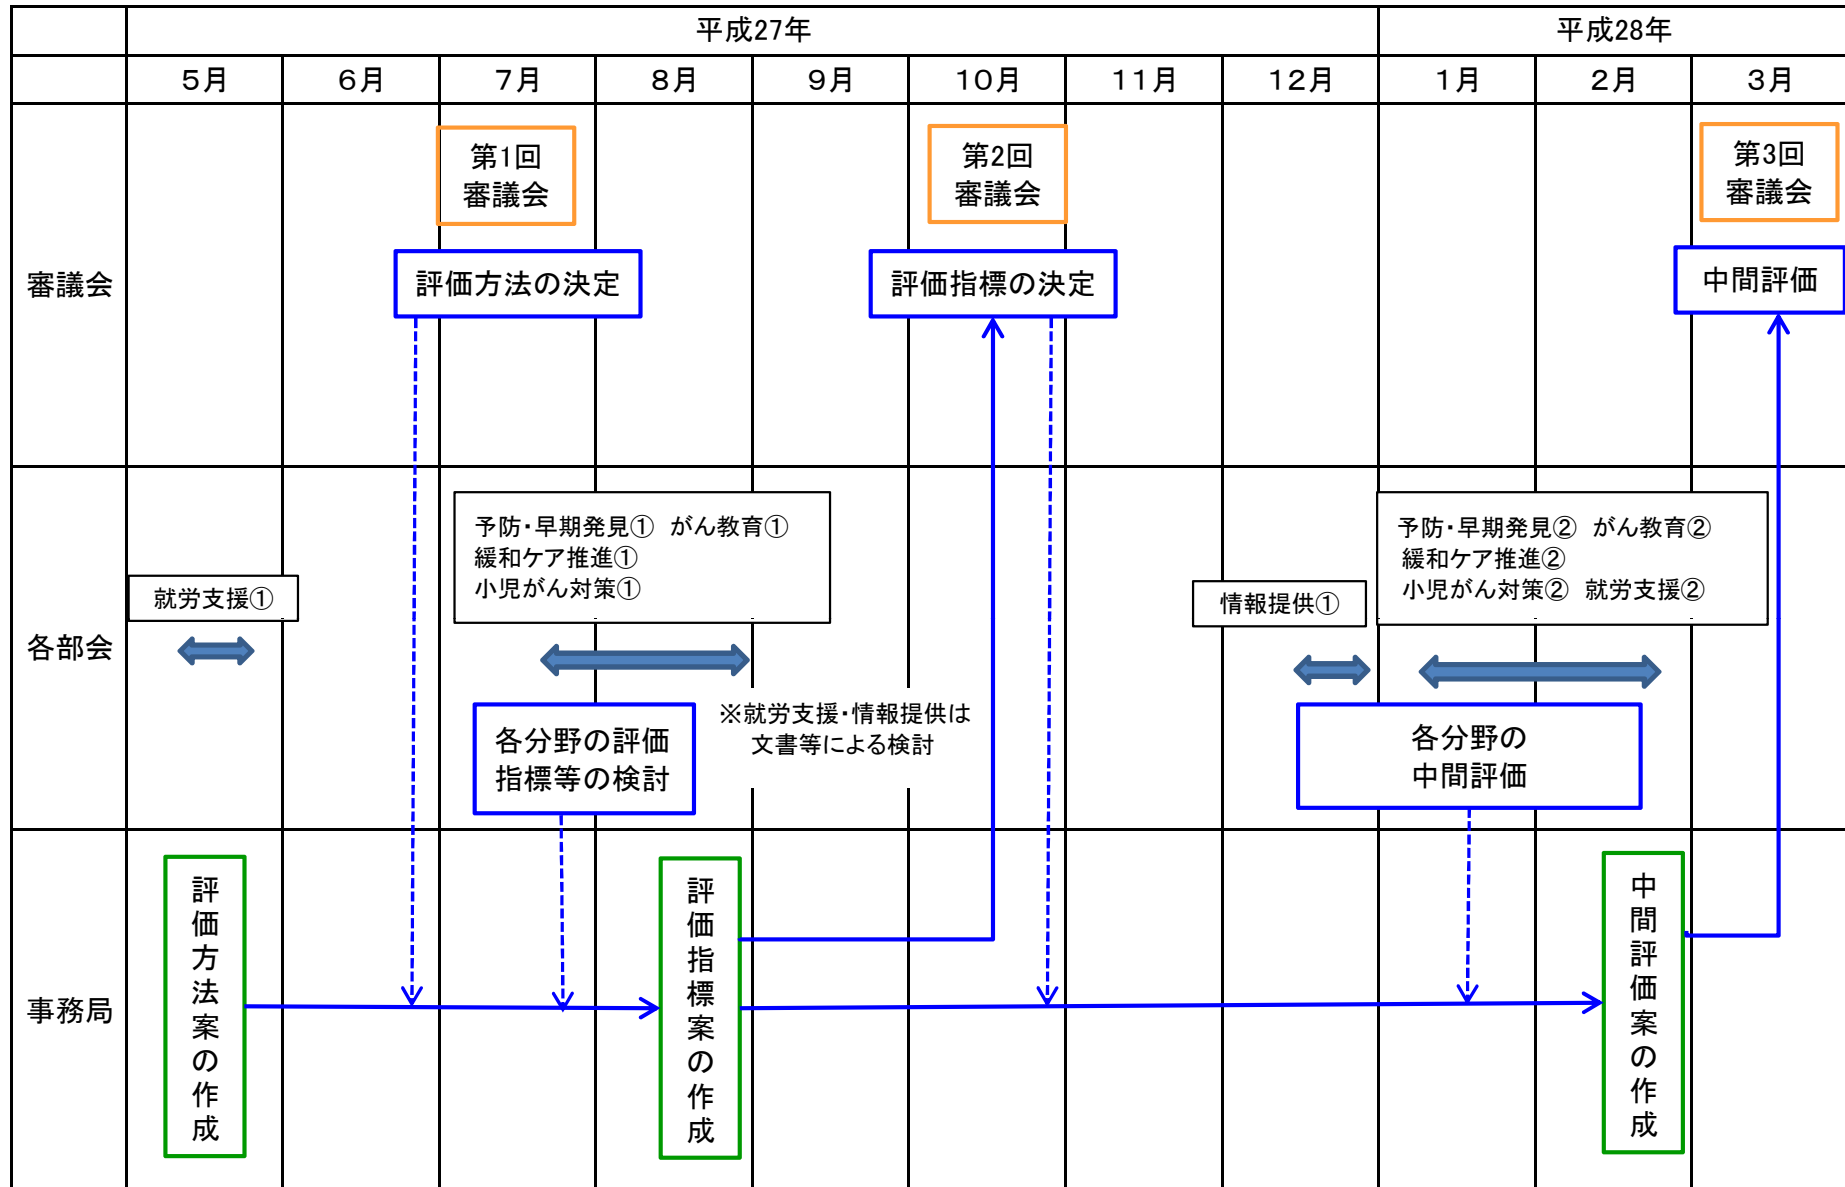 平成27年
平成28年
5月
6月
7月
8月
9月
10月
11月
12月
1月
2月
3月
審議会
第1回
審議会
第2回
審議会
第3回
審議会
評価方法の決定
評価指標の決定
中間評価
各部会
就労支援①
予防・早期発見① がん教育①
緩和ケア推進①
小児がん対策①
情報提供①
予防・早期発見② がん教育②
緩和ケア推進②
小児がん対策② 就労支援②
各分野の評価
指標等の検討
※就労支援・情報提供は
文書等による検討
各分野の
中間評価
事務局
評価方法案の作成
評価指標案の作成
中間評価案の作成